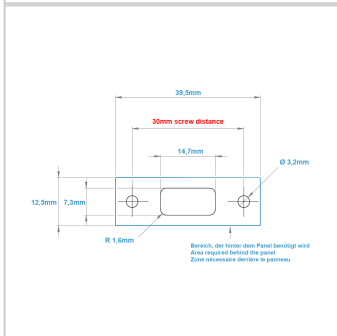 39,5mm
30mm screw distance
14,7mm
Ø 3,2mm
12,5mm
7,3mm
R 1,6mm
Bereich, der hinter dem Panel benötigt wird
Area required behind the panel
Zone nécessaire derrière le panneau